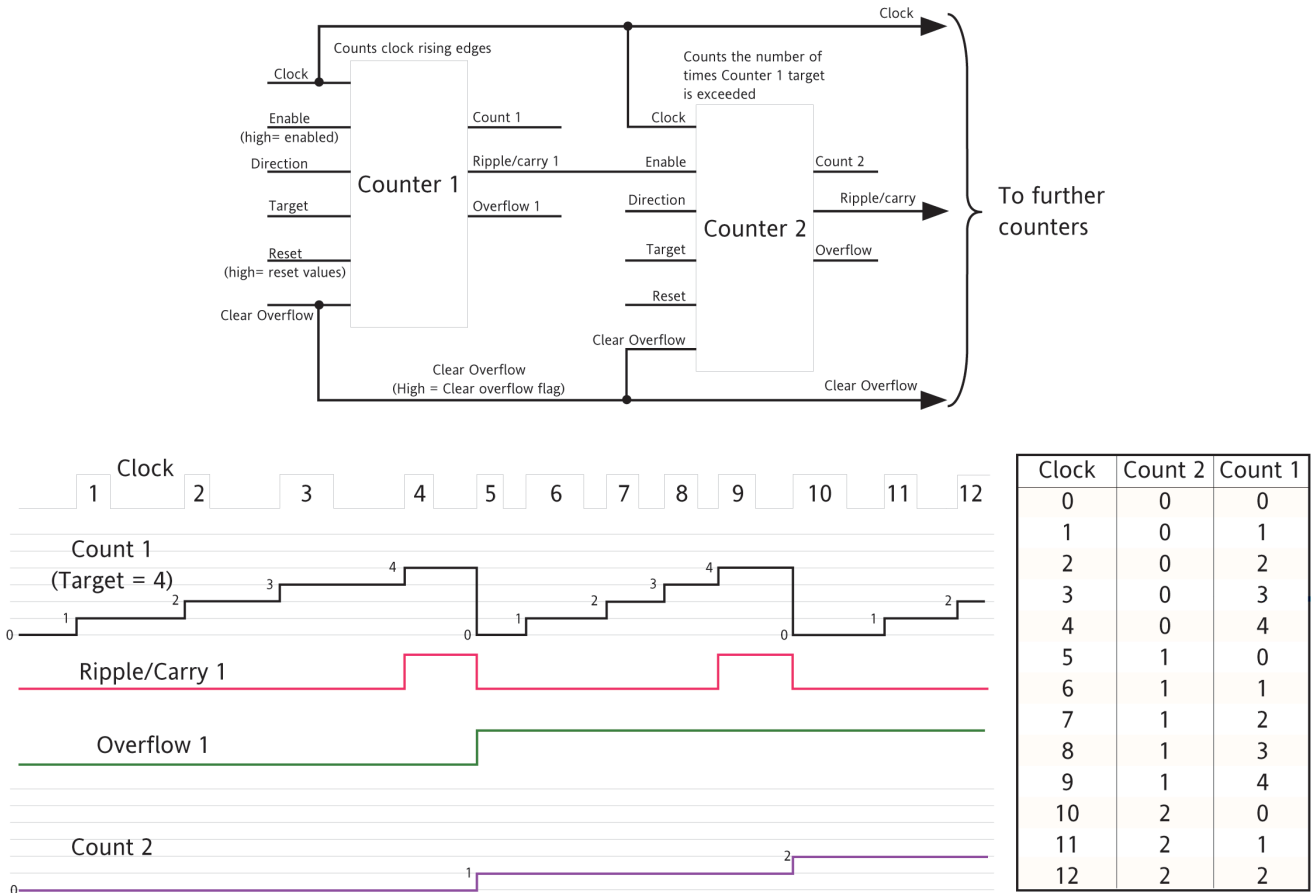 Clock
Counts clock rising edges
Counts the number of
times Counter 1 target
is exceeded
Clock
Enable
(high= enabled)
Direction
Target
Reset
(high= reset values)
Clear Overflow
Counter 1
Count 1
Ripple/carry 1
Overflow 1
Clock
Enable
Direction
Target
Reset
Clear Overflow
Counter 2
Count 2
Ripple/carry
Overflow
To further
counters
Clear Overflow
(High = Clear overflow flag)
Clear Overflow
Clock
1 2 3 4 5 6 7 8 9 10 11 12
Count 1
(Target = 4)
0 1 2 3 4 0 1 2 3 4 0 1 2
Ripple/Carry 1
Overflow 1
Count 2
0 1 2
Clock Count 2 Count 1
0 0 0
1 0 1
2 0 2
3 0 3
4 0 4
5 1 0
6 1 1
7 1 2
8 1 3
9 1 4
10 2 0
11 2 1
12 2 2